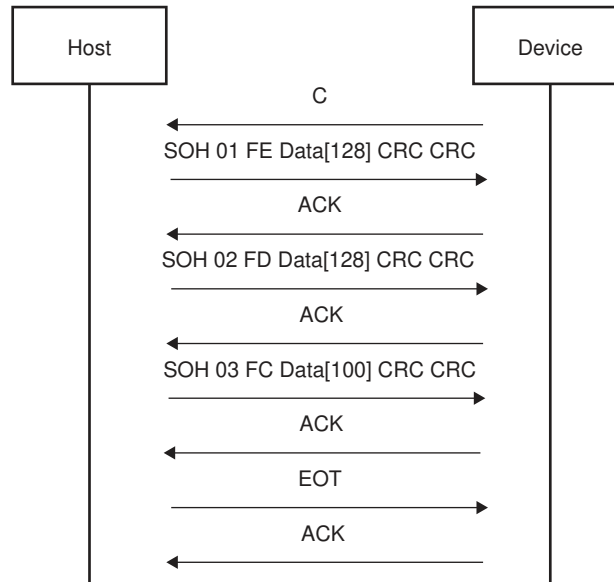 Host
Device
C
SOH 01 FE Data[128] CRC CRC
ACK
SOH 02 FD Data[128] CRC CRC
ACK
SOH 03 FC Data[100] CRC CRC
ACK
EOT
ACK